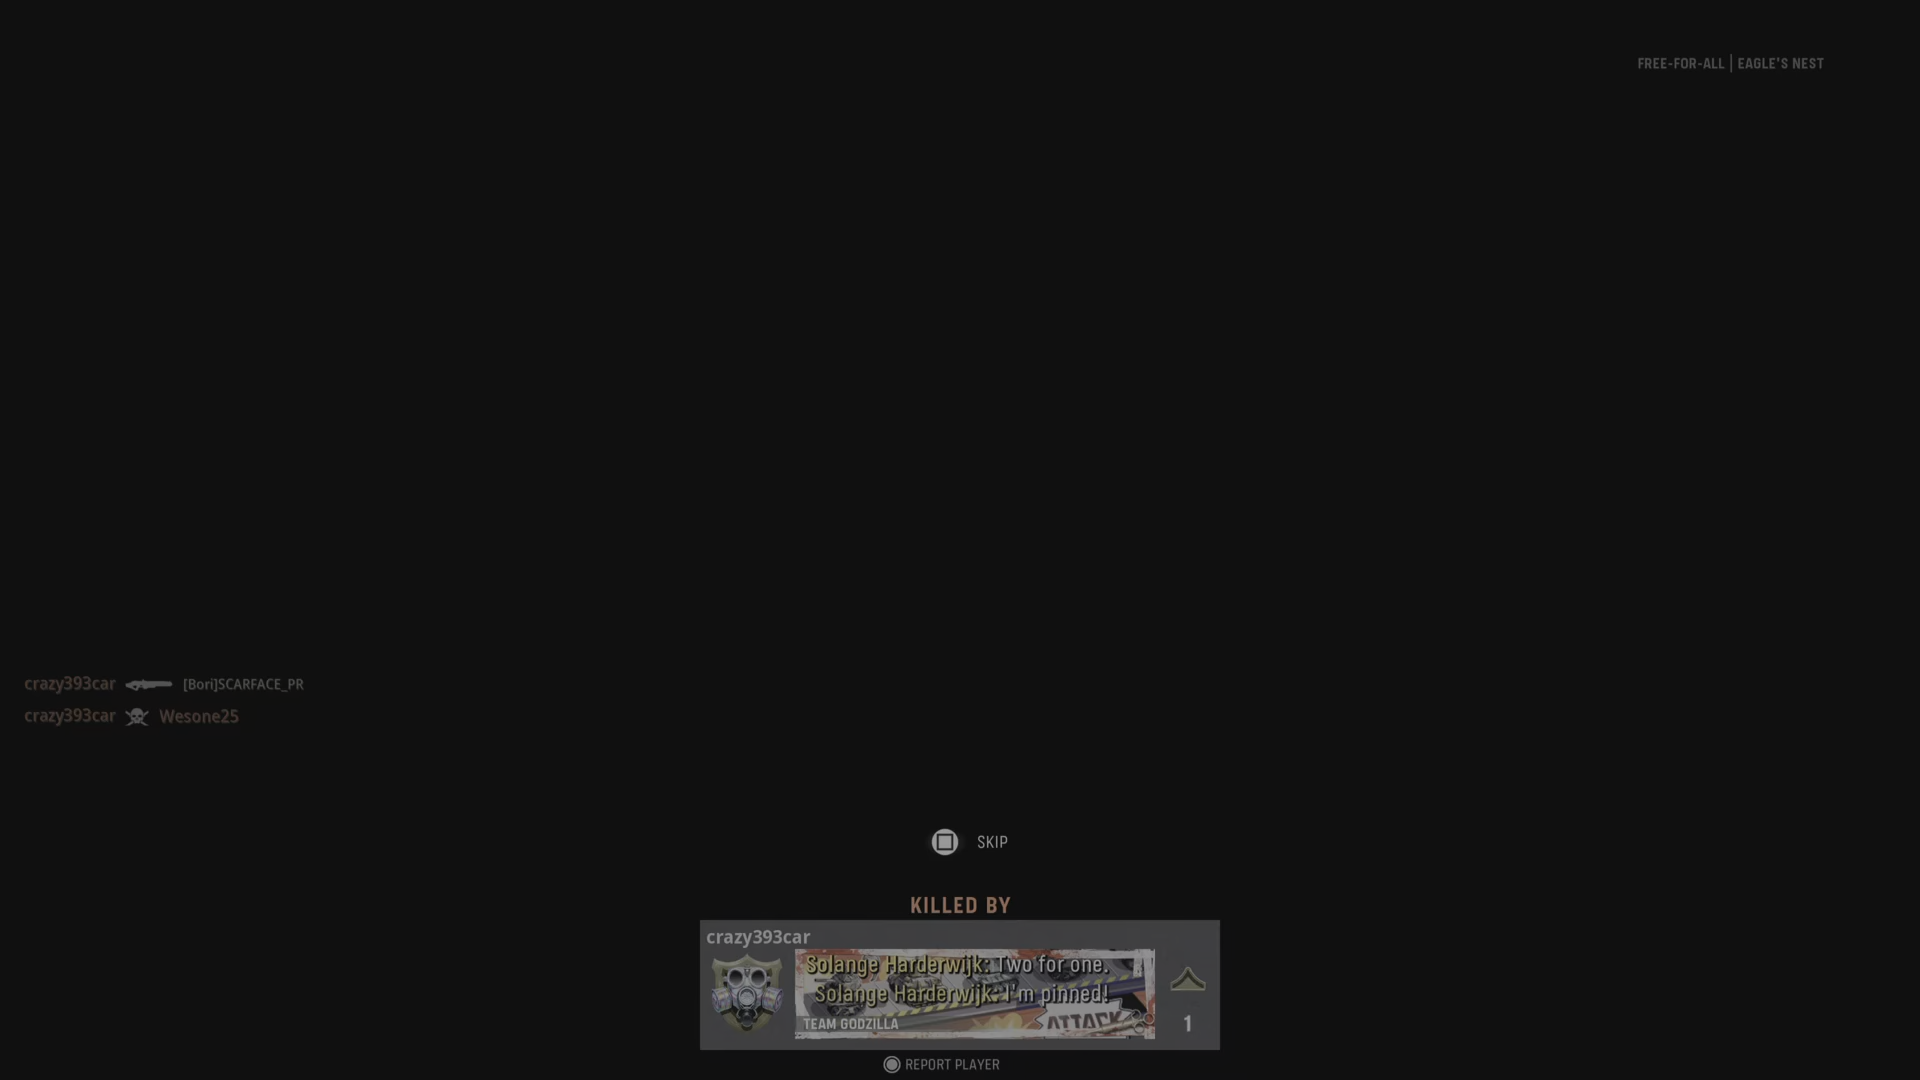 FREE-FOR-ALL | EAGLE'S NEST
crazy393car [Bori]SCARFACE_PR
crazy393car Wesone25
SKIP
KILLED BY
crazy393car
Solange Harderwijk: Two for one.
Solange Harderwijk: I'm pinned!
TEAM GODZILLA
ATTACK
1
REPORT PLAYER